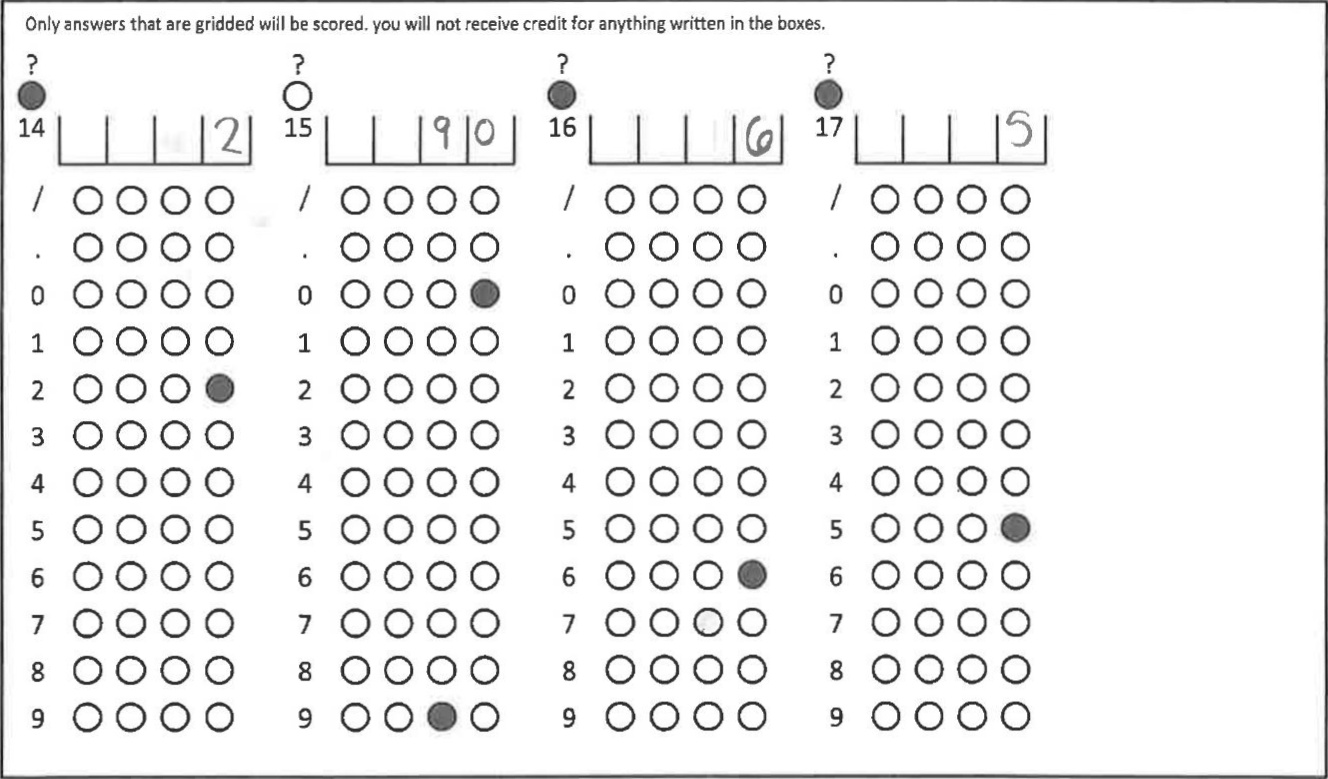 Only answers that are gridded will be scored. you will not receive credit for anything written in the boxes.
? ? ? ?
14 2 15 9 0 16 6 17 5
/ / / /
. . . .
0 0 0 0
1 1 1 1
2 2 2 2
3 3 3 3
4 4 4 4
5 5 5 5
6 6 6 6
7 7 7 7
8 8 8 8
9 9 9 9